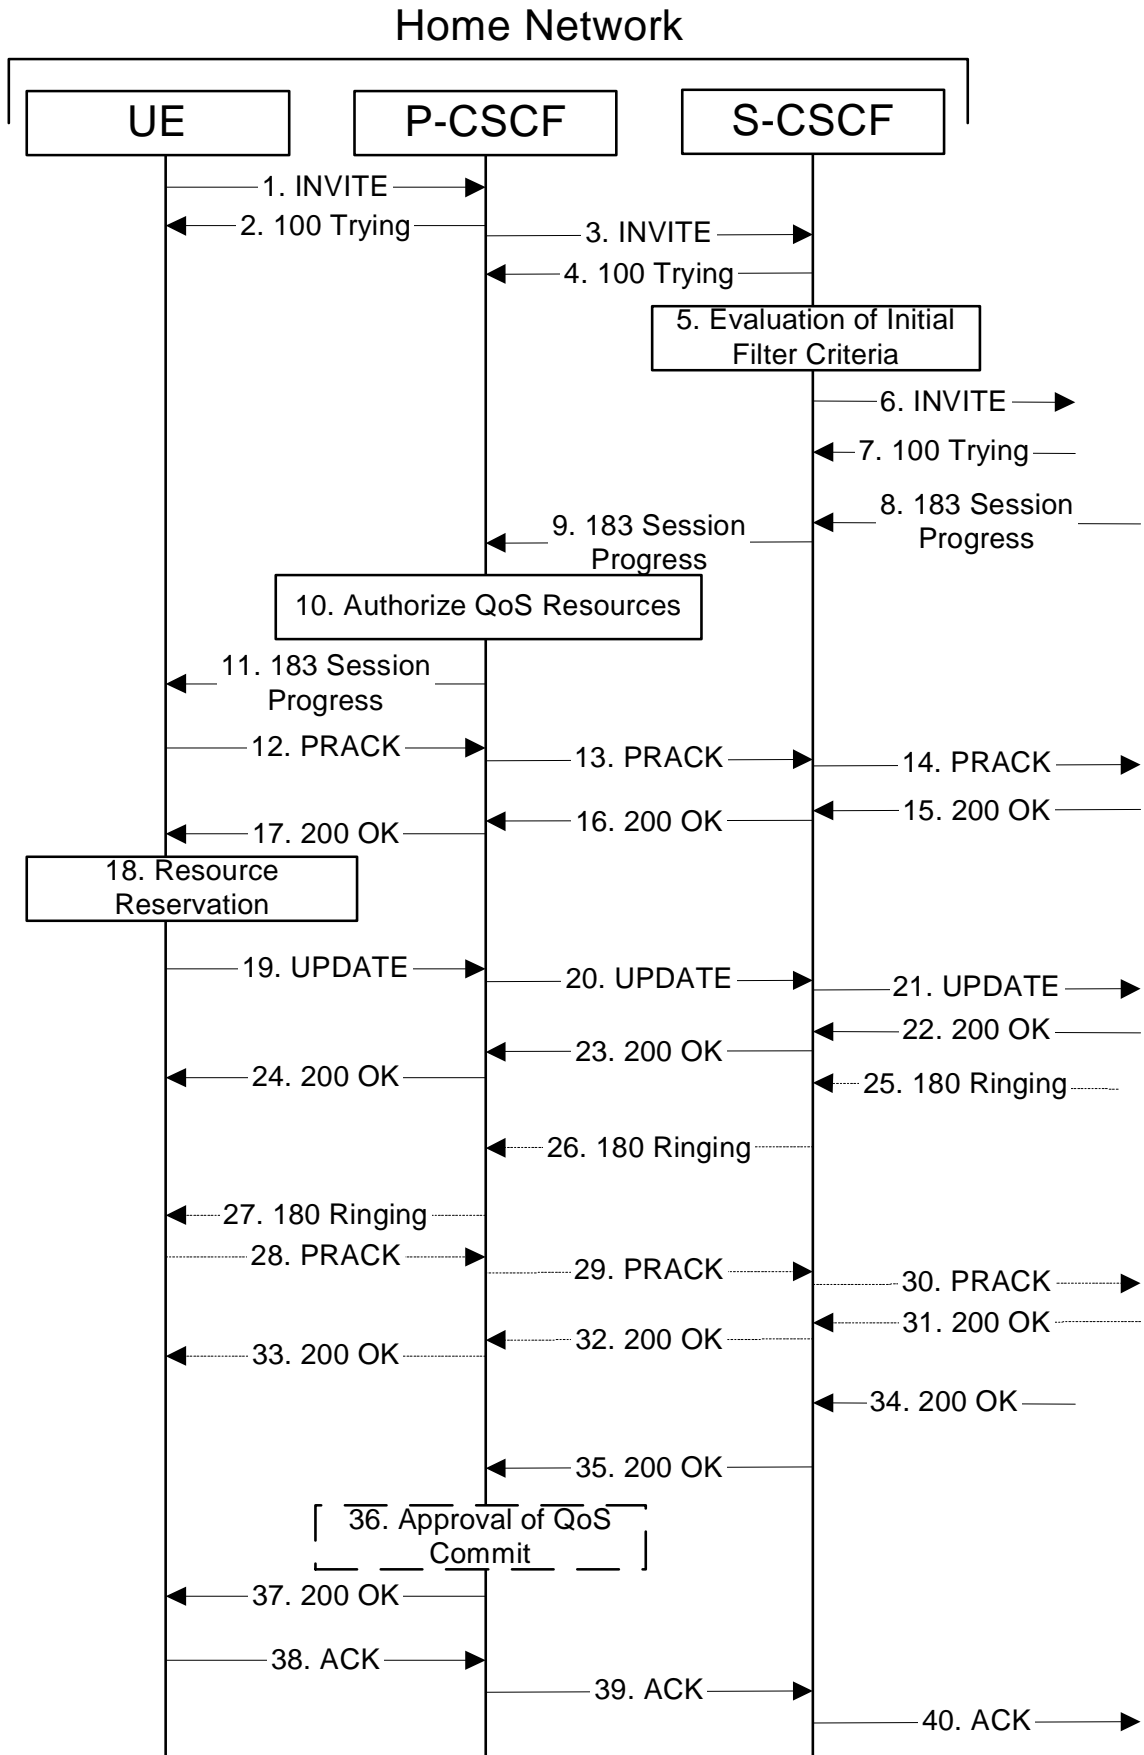 Home Network
UE
P-CSCF
S-CSCF
1. INVITE
2. 100 Trying
3. INVITE
4. 100 Trying
5. Evaluation of Initial
Filter Criteria
6. INVITE
7. 100 Trying
8. 183 Session
Progress
9. 183 Session
Progress
10. Authorize QoS Resources
11. 183 Session
Progress
12. PRACK
13. PRACK
14. PRACK
15. 200 OK
16. 200 OK
17. 200 OK
18. Resource
Reservation
19. UPDATE
20. UPDATE
21. UPDATE
22. 200 OK
23. 200 OK
24. 200 OK
25. 180 Ringing
26. 180 Ringing
27. 180 Ringing
28. PRACK
29. PRACK
30. PRACK
31. 200 OK
32. 200 OK
33. 200 OK
34. 200 OK
35. 200 OK
36. Approval of QoS
Commit
37. 200 OK
38. ACK
39. ACK
40. ACK